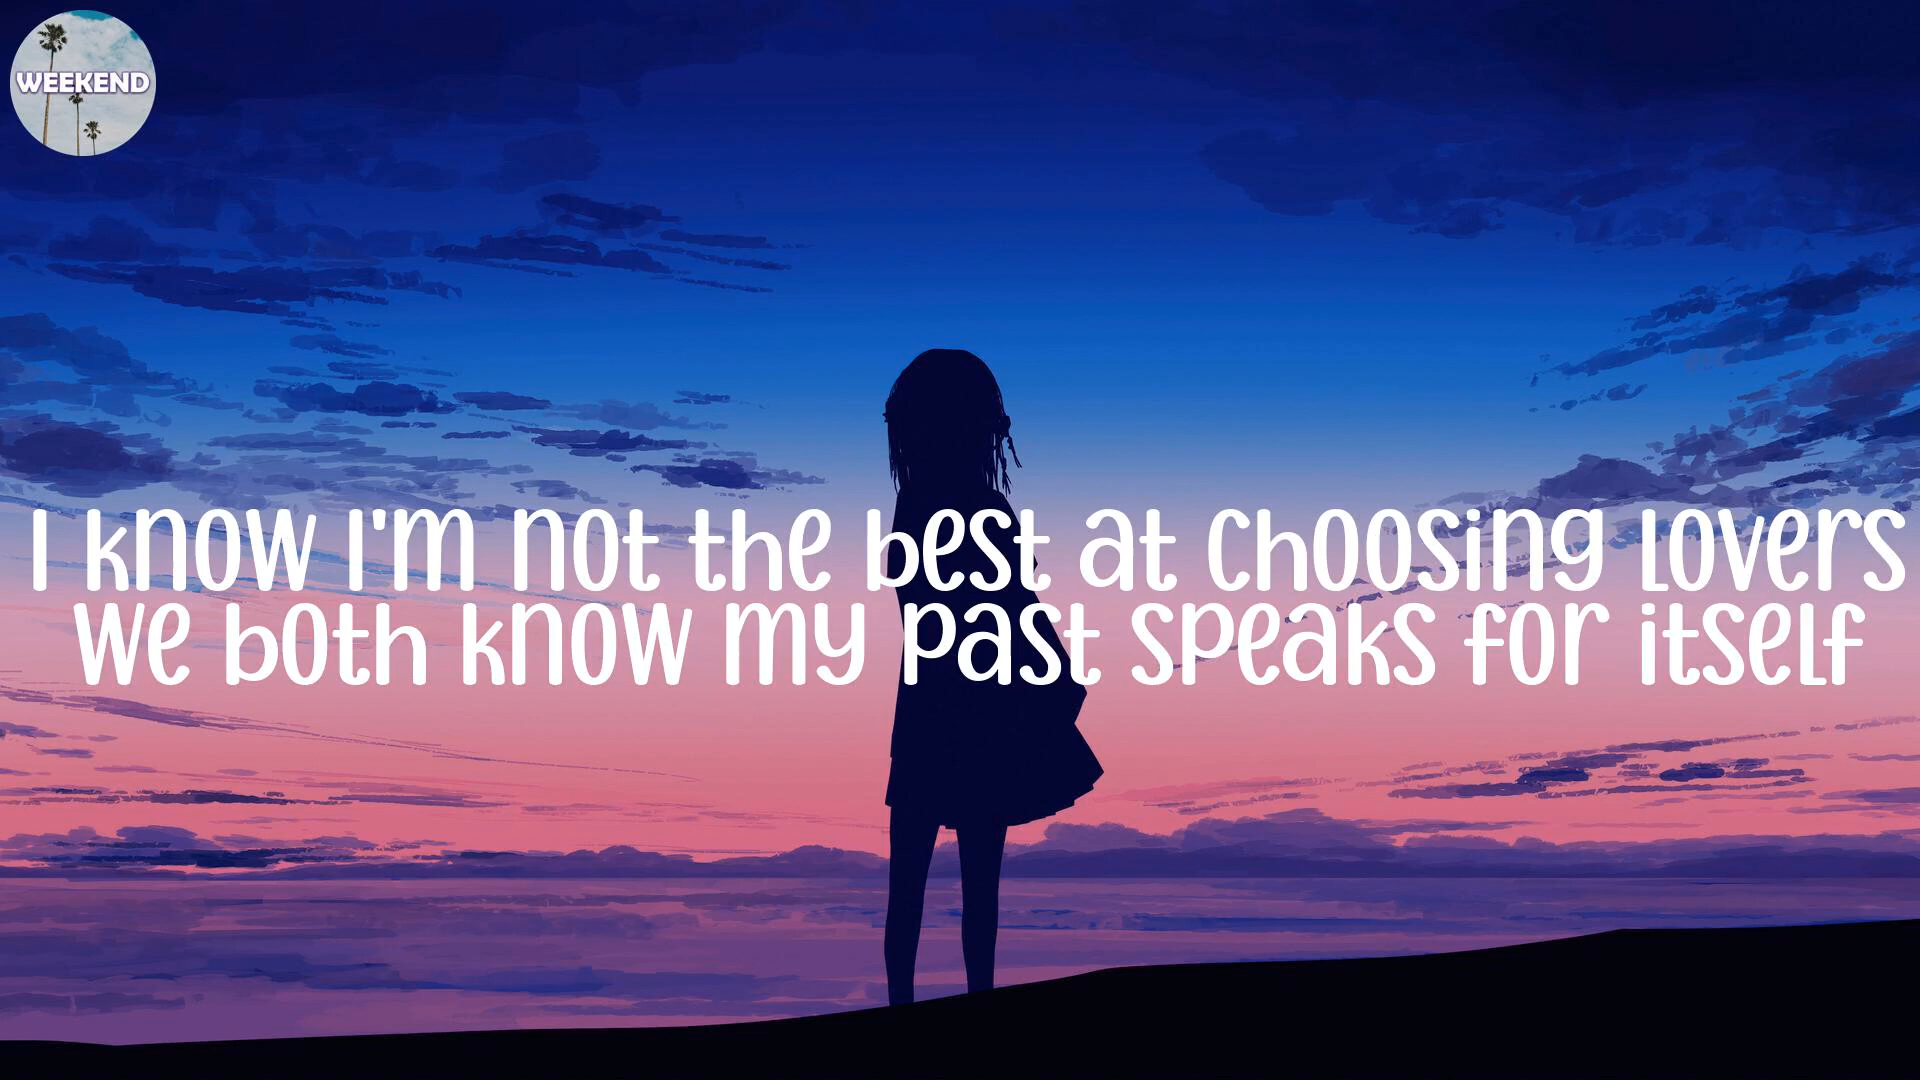 WEEKEND
I know I'm not the best at choosing lovers
We both know my past speaks for itself